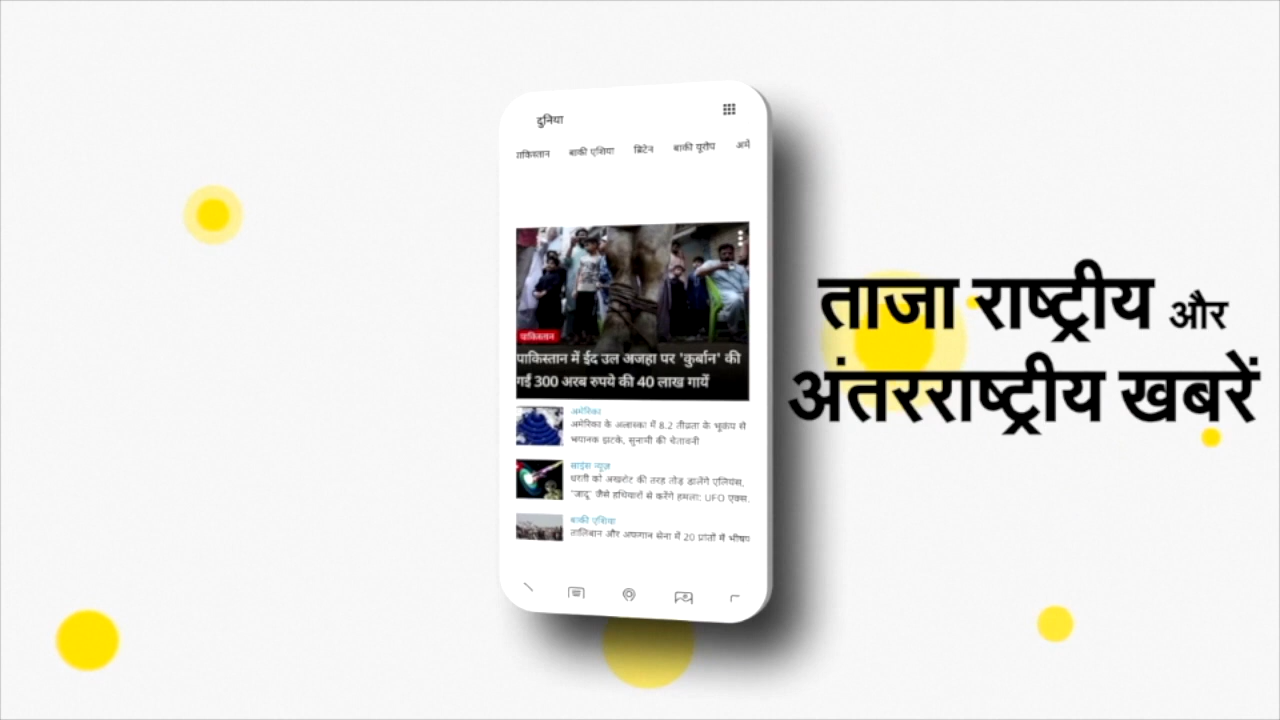 दुनिया
पाकिस्तान बाकी एशिया ब्रिटेन बाकी यूरोप अमे
पाकिस्तान
पाकिस्तान में ईद उल अजहा पर 'कुर्बान' की
गईं 300 अरब रुपये की 40 लाख गायें
अमेरिका
अमेरिका के अलास्का में 8.2 तीव्रता के भूकंप से
भयानक झटके, सुनामी की चेतावनी
साइंस न्यूज़
धरती को अखरोट की तरह तोड़ डालेंगे एलियंस,
'जादू' जैसे हथियारों से करेंगे हमला: UFO एक्स.
बाकी एशिया
तालिबान और अफगान सेना में 20 प्रांतों में भीषण
ताजा राष्ट्रीय और
अंतरराष्ट्रीय खबरें